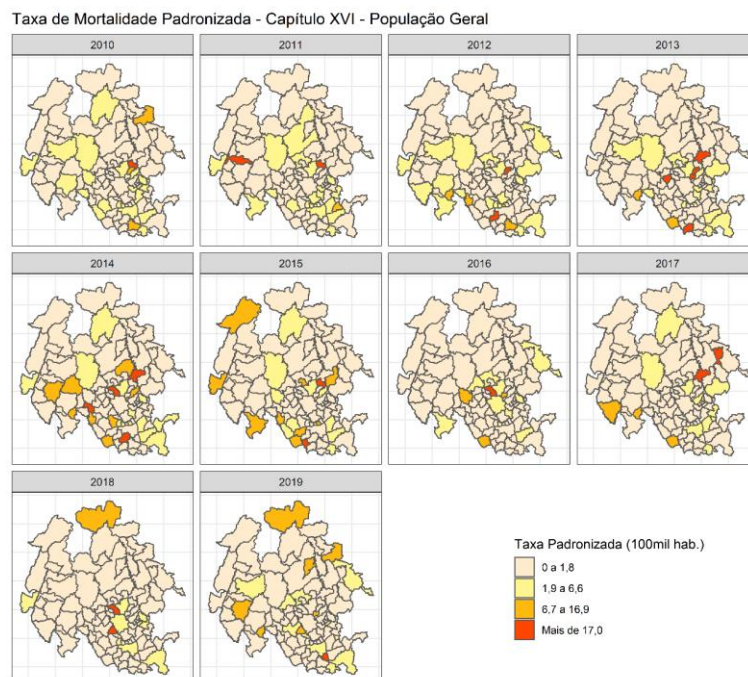 Taxa de Mortalidade Padronizada - Capítulo XVI - População Geral
2010
2011
2012
2013
2014
2015
2016
2017
2018
2019
Taxa Padronizada (100mil hab.)
0 a 1,8
1,9 a 6,6
6,7 a 16,9
Mais de 17,0